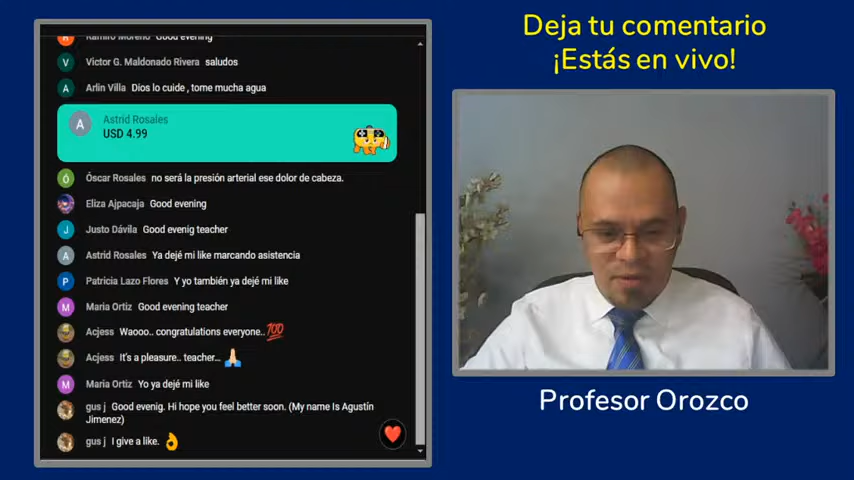 Deja tu comentario
¡Estás en vivo!
Ramiro Moreno Good evening
V Victor G. Maldonado Rivera saludos
A Arlin Villa Dios lo cuide , tome mucha agua
A Astrid Rosales
USD 4.99
Ó Óscar Rosales no será la presión arterial ese dolor de cabeza.
Eliza Ajpacaja Good evening
J Justo Dávila Good evenig teacher
A Astrid Rosales Ya dejé mi like marcando asistencia
P Patricia Lazo Flores Y yo también ya dejé mi like
M Maria Ortiz Good evening teacher
Acjess Waooo.. congratulations everyone.. 💯
Acjess It's a pleasure.. teacher... 🙏
M Maria Ortiz Yo ya dejé mi like
gus j Good evenig. Hi hope you feel better soon. (My name Is Agustín
Jimenez)
gus j I give a like. 👌
Profesor Orozco